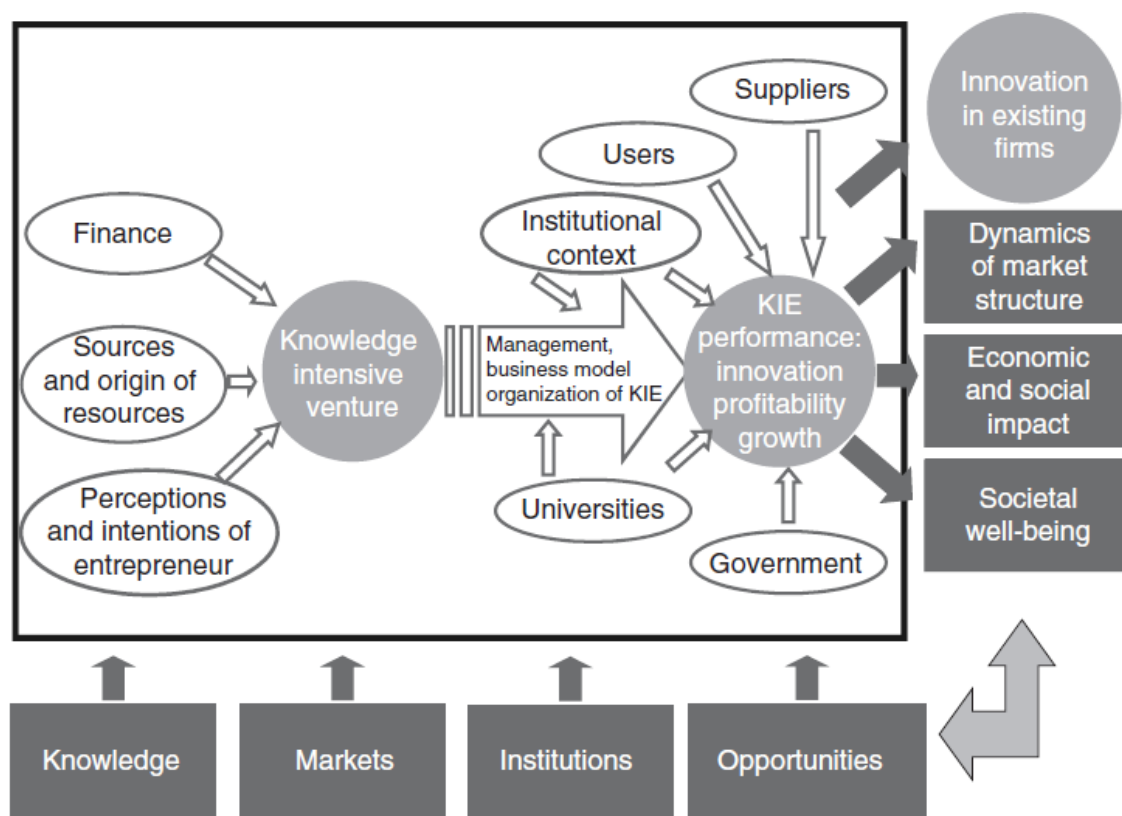 Suppliers
Innovation
in existing
firms
Users
Finance
Institutional
context
Dynamics
of market
structure
Sources
and origin of
resources
Knowledge
intensive
venture
Management,
business model
organization of KIE
KIE
performance:
innovation
profitability
growth
Economic
and social
impact
Perceptions
and intentions of
entrepreneur
Universities
Government
Societal
well-being
Knowledge
Markets
Institutions
Opportunities